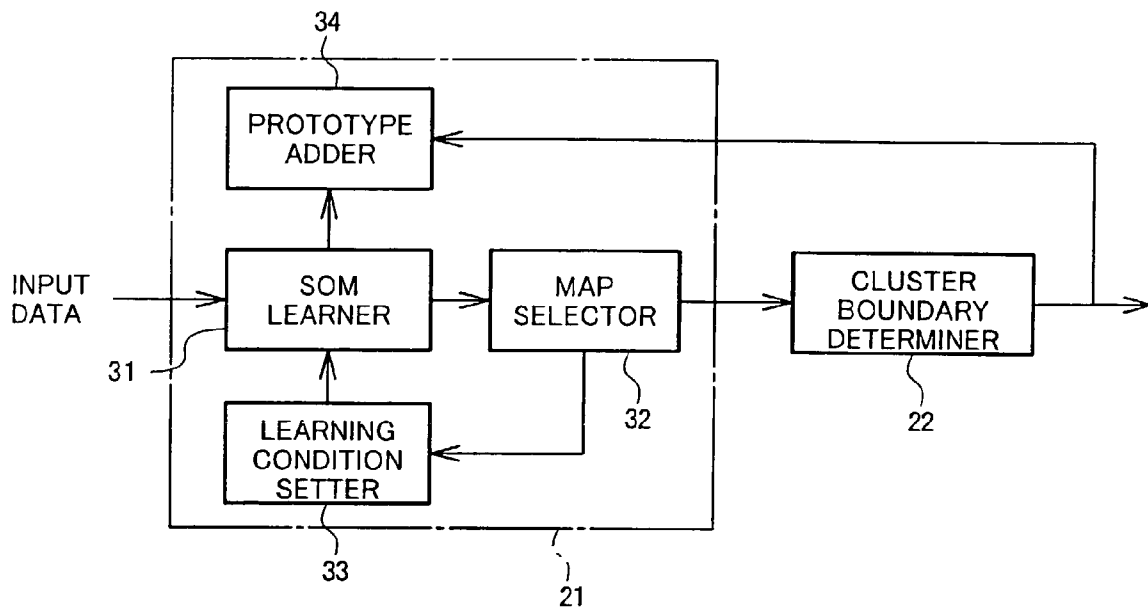 34
PROTOTYPE
ADDER
INPUT
DATA
SOM
LEARNER
MAP
SELECTOR
CLUSTER
BOUNDARY
DETERMINER
31
32
22
LEARNING
CONDITION
SETTER
33
21